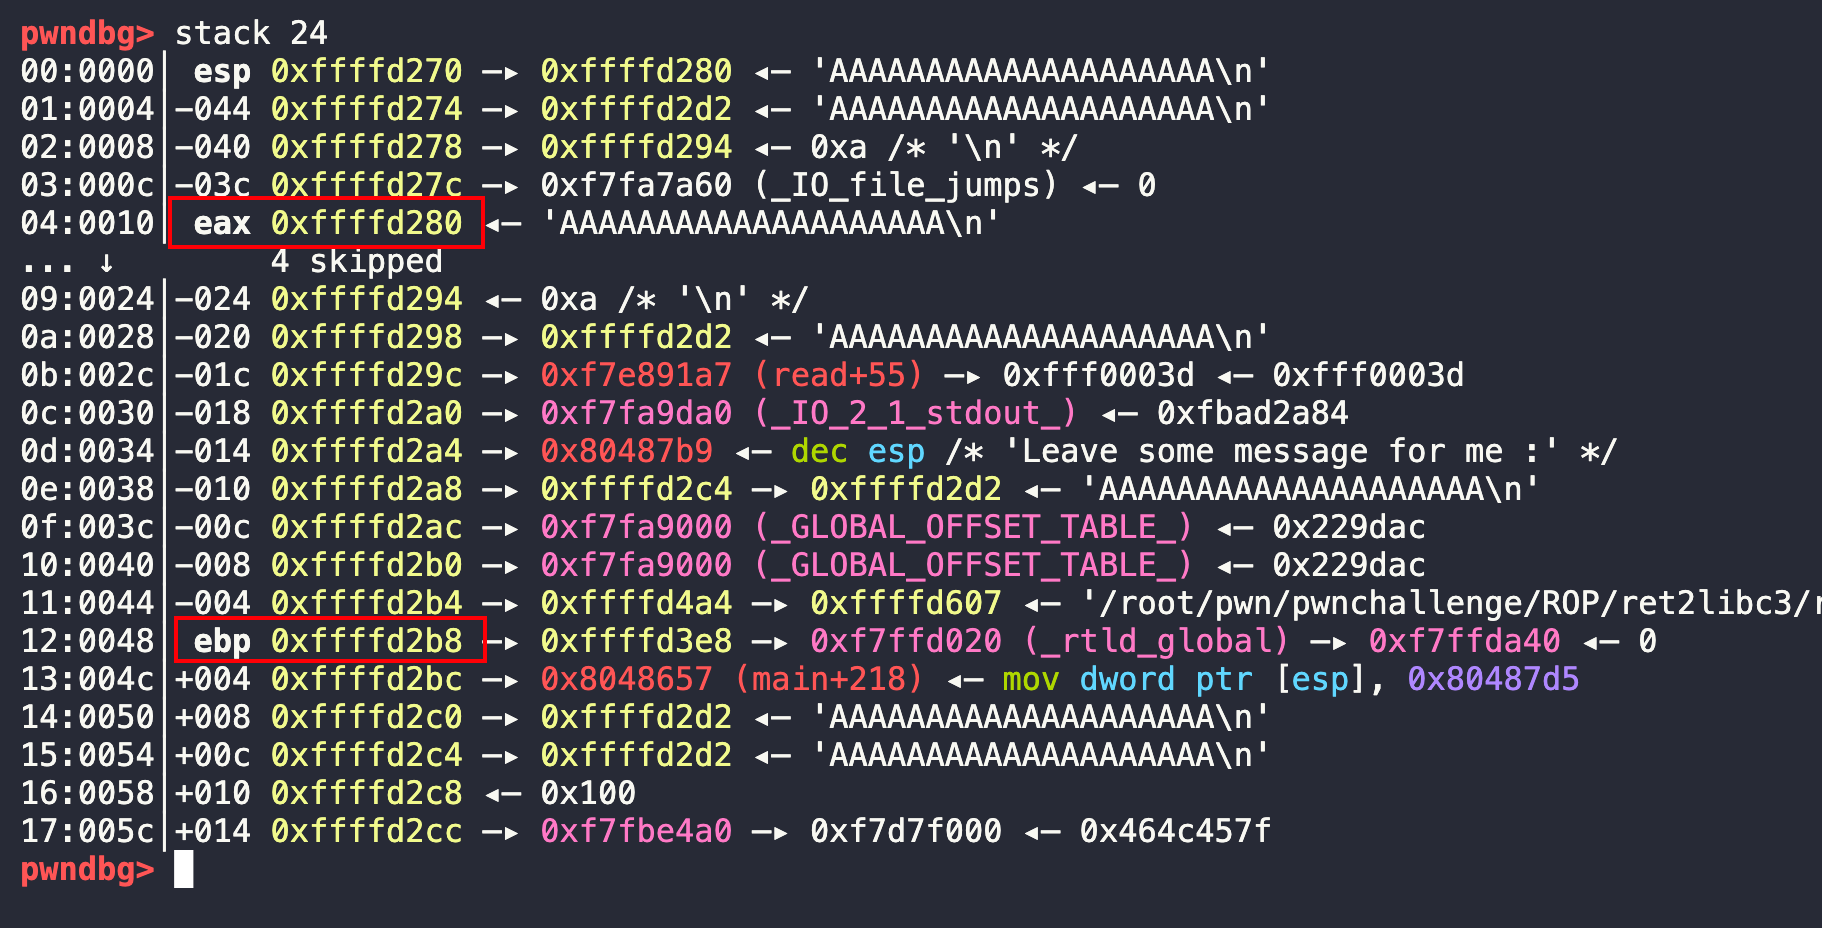 pwndbg> stack 24
00:0000│ esp 0xffffd270 —▸ 0xffffd280 ◂— 'AAAAAAAAAAAAAAAAAAAA\n'
01:0004│-044 0xffffd274 —▸ 0xffffd2d2 ◂— 'AAAAAAAAAAAAAAAAAAAA\n'
02:0008│-040 0xffffd278 —▸ 0xffffd294 ◂— 0xa /* '\n' */
03:000c│-03c 0xffffd27c —▸ 0xf7fa7a60 (_IO_file_jumps) ◂— 0
04:0010│ eax 0xffffd280 ◂— 'AAAAAAAAAAAAAAAAAAAA\n'
... ↓ 4 skipped
09:0024│-024 0xffffd294 ◂— 0xa /* '\n' */
0a:0028│-020 0xffffd298 —▸ 0xffffd2d2 ◂— 'AAAAAAAAAAAAAAAAAAAA\n'
0b:002c│-01c 0xffffd29c —▸ 0xf7e891a7 (read+55) —▸ 0xfff0003d ◂— 0xfff0003d
0c:0030│-018 0xffffd2a0 —▸ 0xf7fa9da0 (_IO_2_1_stdout_) ◂— 0xfbad2a84
0d:0034│-014 0xffffd2a4 —▸ 0x80487b9 ◂— dec esp /* 'Leave some message for me :' */
0e:0038│-010 0xffffd2a8 —▸ 0xffffd2c4 —▸ 0xffffd2d2 ◂— 'AAAAAAAAAAAAAAAAAAAA\n'
0f:003c│-00c 0xffffd2ac —▸ 0xf7fa9000 (_GLOBAL_OFFSET_TABLE_) ◂— 0x229dac
10:0040│-008 0xffffd2b0 —▸ 0xf7fa9000 (_GLOBAL_OFFSET_TABLE_) ◂— 0x229dac
11:0044│-004 0xffffd2b4 —▸ 0xffffd4a4 —▸ 0xffffd607 ◂— '/root/pwn/pwnchallenge/ROP/ret2libc3/r
12:0048│ ebp 0xffffd2b8 —▸ 0xffffd3e8 —▸ 0xf7ffd020 (_rtld_global) —▸ 0xf7ffda40 ◂— 0
13:004c│+004 0xffffd2bc —▸ 0x8048657 (main+218) ◂— mov dword ptr [esp], 0x80487d5
14:0050│+008 0xffffd2c0 —▸ 0xffffd2d2 ◂— 'AAAAAAAAAAAAAAAAAAAA\n'
15:0054│+00c 0xffffd2c4 —▸ 0xffffd2d2 ◂— 'AAAAAAAAAAAAAAAAAAAA\n'
16:0058│+010 0xffffd2c8 ◂— 0x100
17:005c│+014 0xffffd2cc —▸ 0xf7fbe4a0 —▸ 0xf7d7f000 ◂— 0x464c457f
pwndbg>